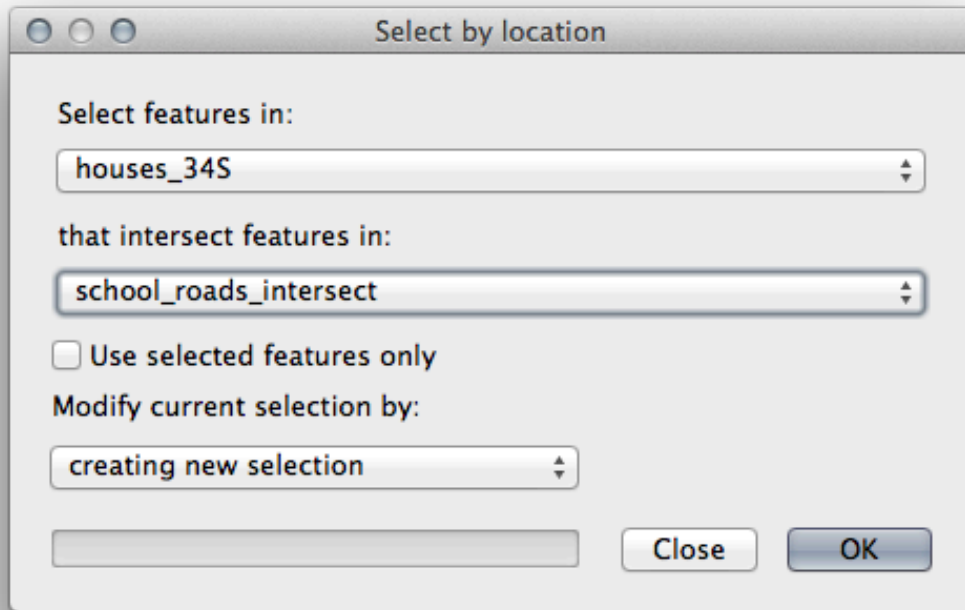 Select by location
Select features in:
houses_34S
that intersect features in:
school_roads_intersect
Use selected features only
Modify current selection by:
creating new selection
Close OK